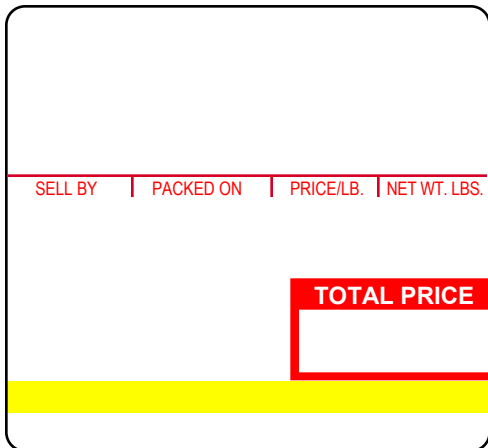 SELL BY PACKED ON PRICE/LB. NET WT. LBS.
TOTAL PRICE